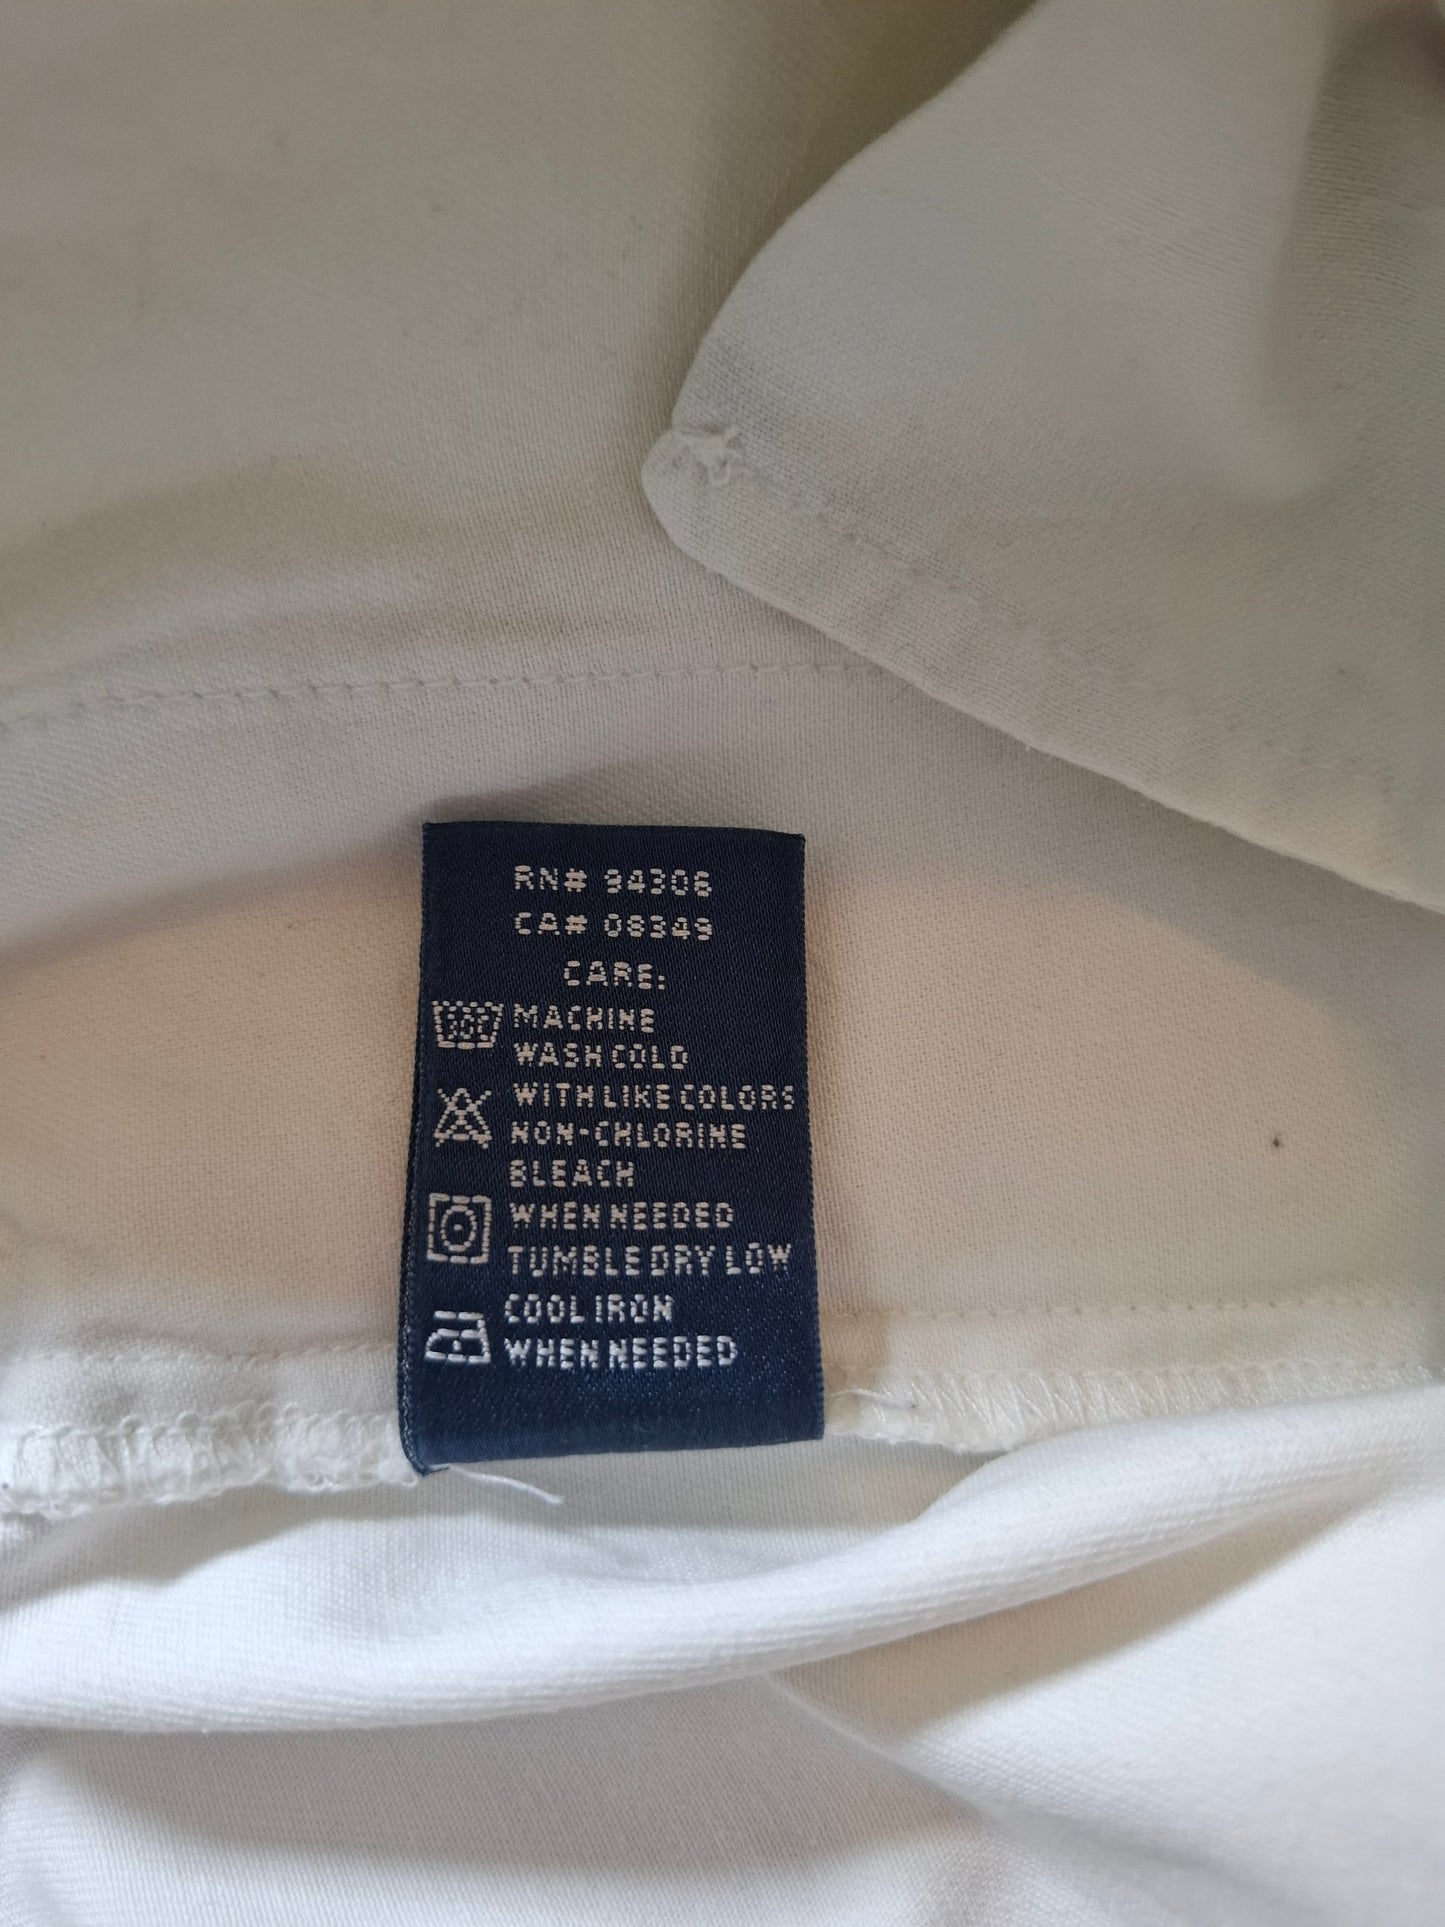 RN# 94306
CA# 08349
CARE:
MACHINE
WASH COLD
WITH LIKE COLORS
NON-CHLORINE
BLEACH
WHEN NEEDED
TUMBLE DRY LOW
COOL IRON
WHEN NEEDED